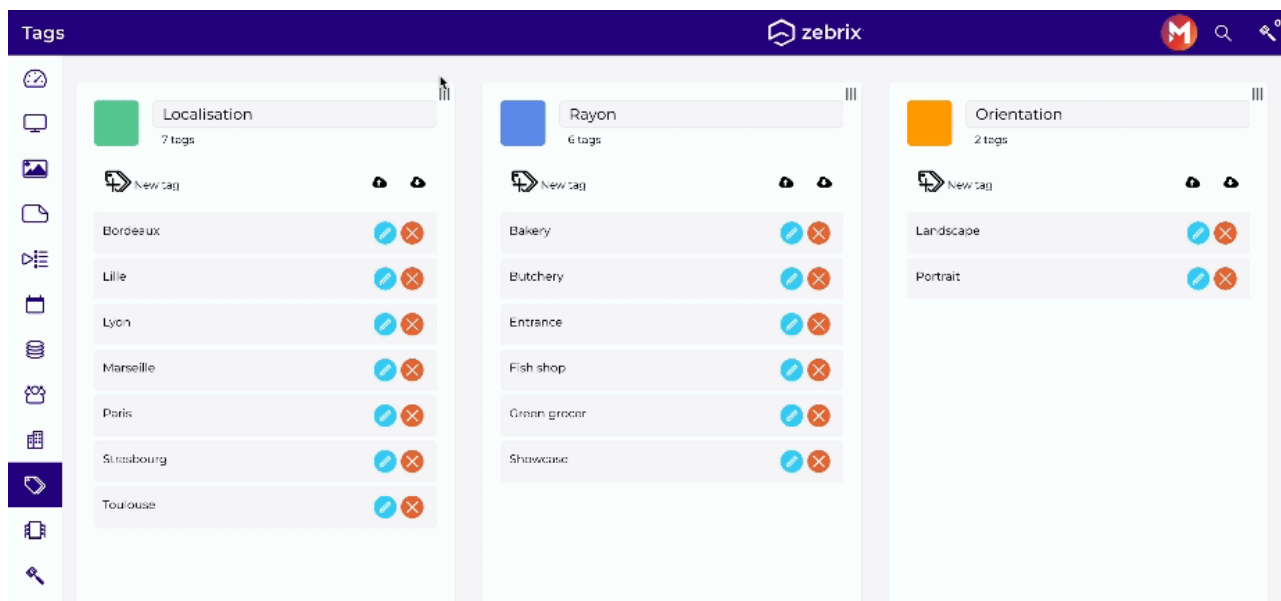 Tags
zebrix
Localisation
7 tags
New tag
Bordeaux
Lille
Lyon
Marseille
Paris
Strasbourg
Toulouse
Rayon
6 tags
New tag
Bakery
Butchery
Entrance
Fish shop
Green grocer
Showcase
Orientation
2 tags
New tag
Landscape
Portrait